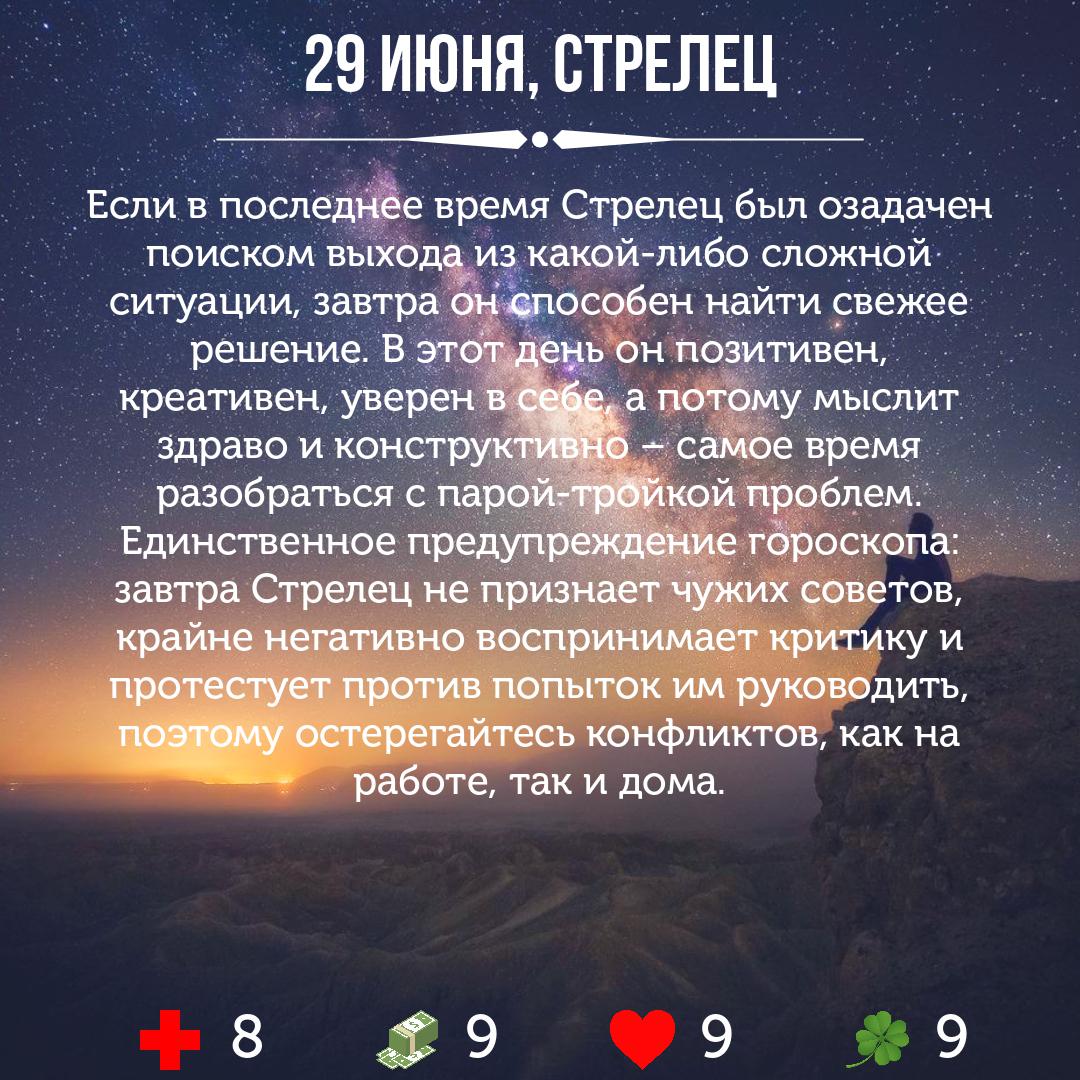 29 ИЮНЯ, СТРЕЛЕЦ
Если в последнее время Стрелец был озадачен
поиском выхода из какой-либо сложной
ситуации, завтра он способен найти свежее
решение. В этот день он позитивен,
креативен, уверен в себе, а потому мыслит
здраво и конструктивно – самое время
разобраться с парой-тройкой проблем.
Единственное предупреждение гороскопа:
завтра Стрелец не признает чужих советов,
крайне негативно воспринимает критику и
протестует против попыток им руководить,
поэтому остерегайтесь конфликтов, как на
работе, так и дома.
8 9 9 9